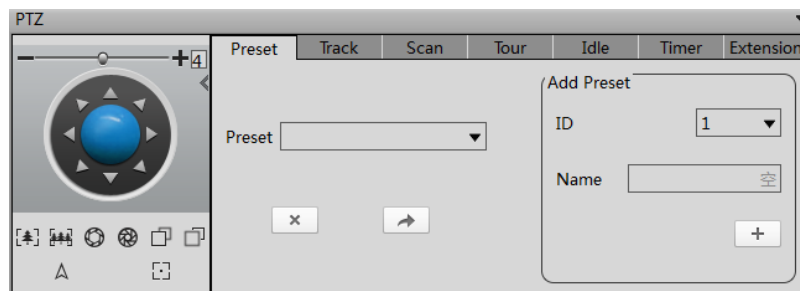 PTZ
4
Preset Track Scan Tour Idle Timer Extension
Add Preset
ID 1
Preset
Name 空